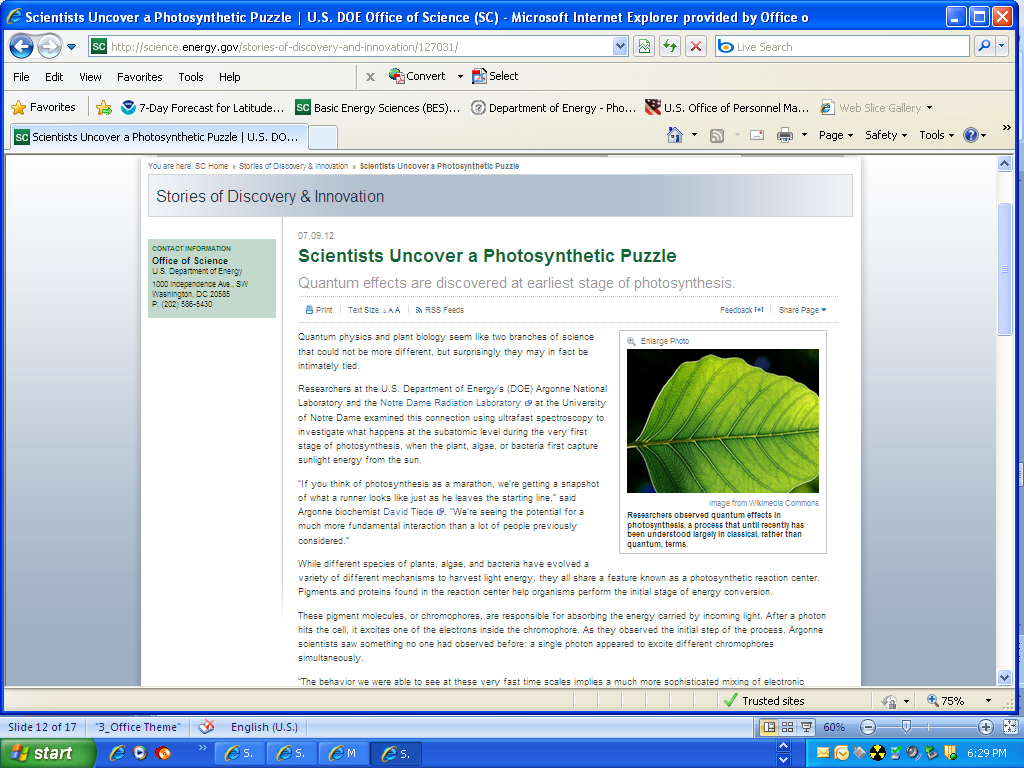 Scientists Uncover a Photosynthetic Puzzle | U.S. DOE Office of Science (SC) - Microsoft Internet Explorer provided by Office o
SC http://science.energy.gov/stories-of-discovery-and-innovation/127031/ Live Search
File Edit View Favorites Tools Help x Convert Select
Favorites 7-Day Forecast for Latitude... SC Basic Energy Sciences (BES)... Department of Energy - Pho... U.S. Office of Personnel Ma... Web Slice Gallery
SC Scientists Uncover a Photosynthetic Puzzle | U.S. DO... Page Safety Tools »
You are here: SC Home » Stories of Discovery & Innovation » Scientists Uncover a Photosynthetic Puzzle
Stories of Discovery & Innovation
CONTACT INFORMATION
Office of Science
U.S. Department of Energy
1000 Independence Ave., SW
Washington, DC 20585
P: (202) 586-5430
07.09.12
Scientists Uncover a Photosynthetic Puzzle
Quantum effects are discovered at earliest stage of photosynthesis.
Print Text Size: A A A RSS Feeds Feedback [+] Share Page
Quantum physics and plant biology seem like two branches of science
that could not be more different, but surprisingly they may in fact be
intimately tied.
Researchers at the U.S. Department of Energy's (DOE) Argonne National
Laboratory and the Notre Dame Radiation Laboratory at the University
of Notre Dame examined this connection using ultrafast spectroscopy to
investigate what happens at the subatomic level during the very first
stage of photosynthesis, when the plant, algae, or bacteria first capture
sunlight energy from the sun.
"If you think of photosynthesis as a marathon, we're getting a snapshot
of what a runner looks like just as he leaves the starting line," said
Argonne biochemist David Tiede. "We're seeing the potential for a
much more fundamental interaction than a lot of people previously
considered."
Enlarge Photo
Image from Wikimedia Commons
Researchers observed quantum effects in
photosynthesis, a process that until recently has
been understood largely in classical, rather than
quantum, terms.
While different species of plants, algae, and bacteria have evolved a
variety of different mechanisms to harvest light energy, they all share a feature known as a photosynthetic reaction center.
Pigments and proteins found in the reaction center help organisms perform the initial stage of energy conversion.
These pigment molecules, or chromophores, are responsible for absorbing the energy carried by incoming light. After a photon
hits the cell, it excites one of the electrons inside the chromophore. As they observed the initial step of the process, Argonne
scientists saw something no one had observed before: a single photon appeared to excite different chromophores
simultaneously.
"The behavior we were able to see at these very fast time scales implies a much more sophisticated mixing of electronic
Trusted sites 75%
Slide 12 of 17 "3_Office Theme" English (U.S.) 60%
start » S. S. M S. 6:29 PM